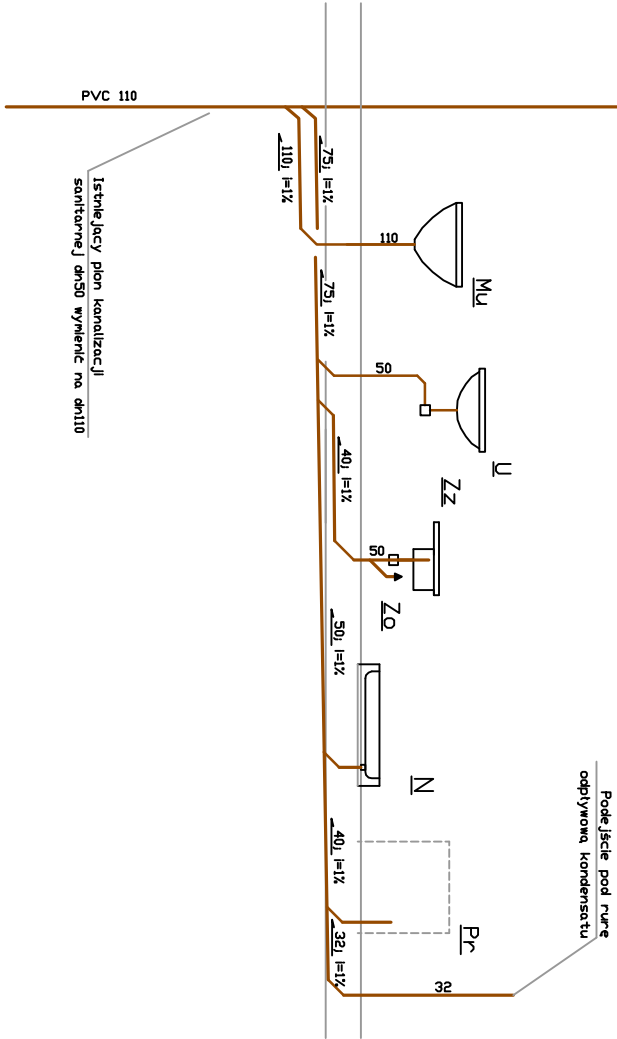 PVC 110
Istniejący pion kanalizacji
sanitarnej dn50 wymienić na dn110
110; i=1%
75; i=1%
110
Mu
75; i=1%
50
U
Zz
40; i=1%
50
Zo
50; i=1%
N
40; i=1%
Pr
32; i=1%
32
Podejście pod rurę
odpływową kondensatu